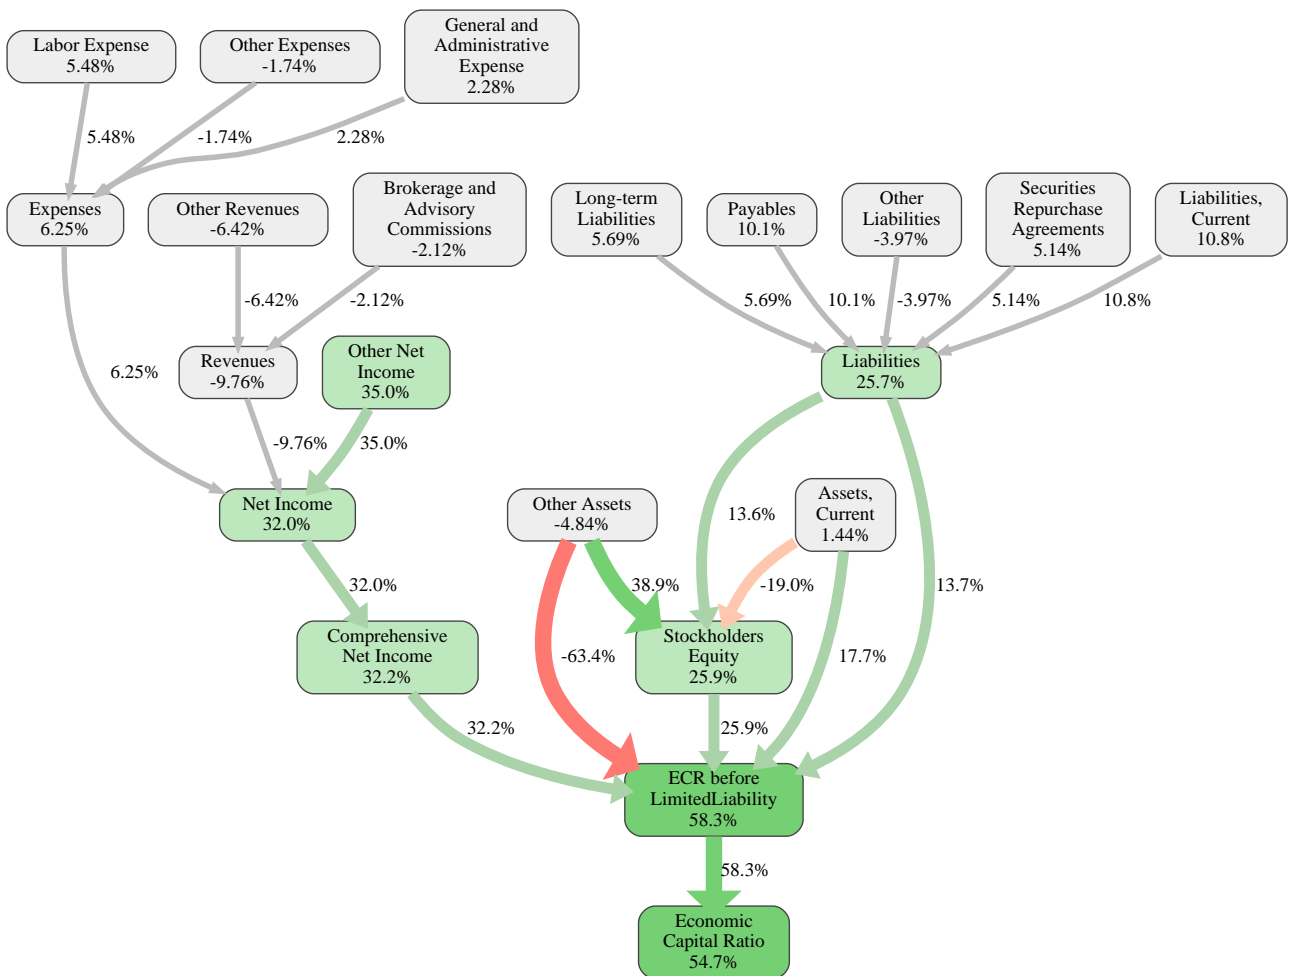 Labor Expense
5.48%
Other Expenses
-1.74%
General and
Administrative
Expense
2.28%
5.48%
-1.74%
2.28%
Expenses
6.25%
Other Revenues
-6.42%
Brokerage and
Advisory
Commissions
-2.12%
Long-term
Liabilities
5.69%
Payables
10.1%
Other
Liabilities
-3.97%
Securities
Repurchase
Agreements
5.14%
Liabilities,
Current
10.8%
-6.42%
-2.12%
5.69%
10.1%
-3.97%
5.14%
10.8%
6.25%
Revenues
-9.76%
Other Net
Income
35.0%
Liabilities
25.7%
-9.76%
35.0%
Net Income
32.0%
Other Assets
-4.84%
13.6%
Assets,
Current
1.44%
32.0%
38.9%
-19.0%
13.7%
Comprehensive
Net Income
32.2%
-63.4%
Stockholders
Equity
25.9%
17.7%
32.2%
25.9%
ECR before
LimitedLiability
58.3%
58.3%
Economic
Capital Ratio
54.7%